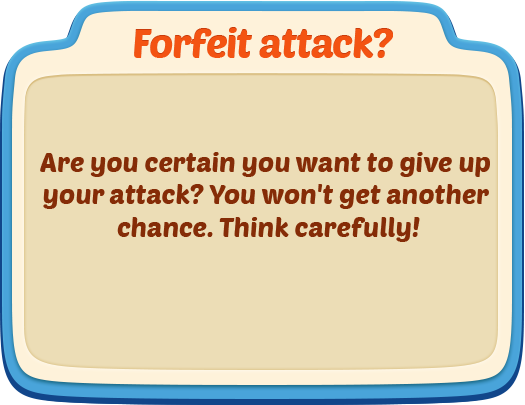 Forfeit attack?
Are you certain you want to give up
your attack? You won't get another
chance. Think carefully!